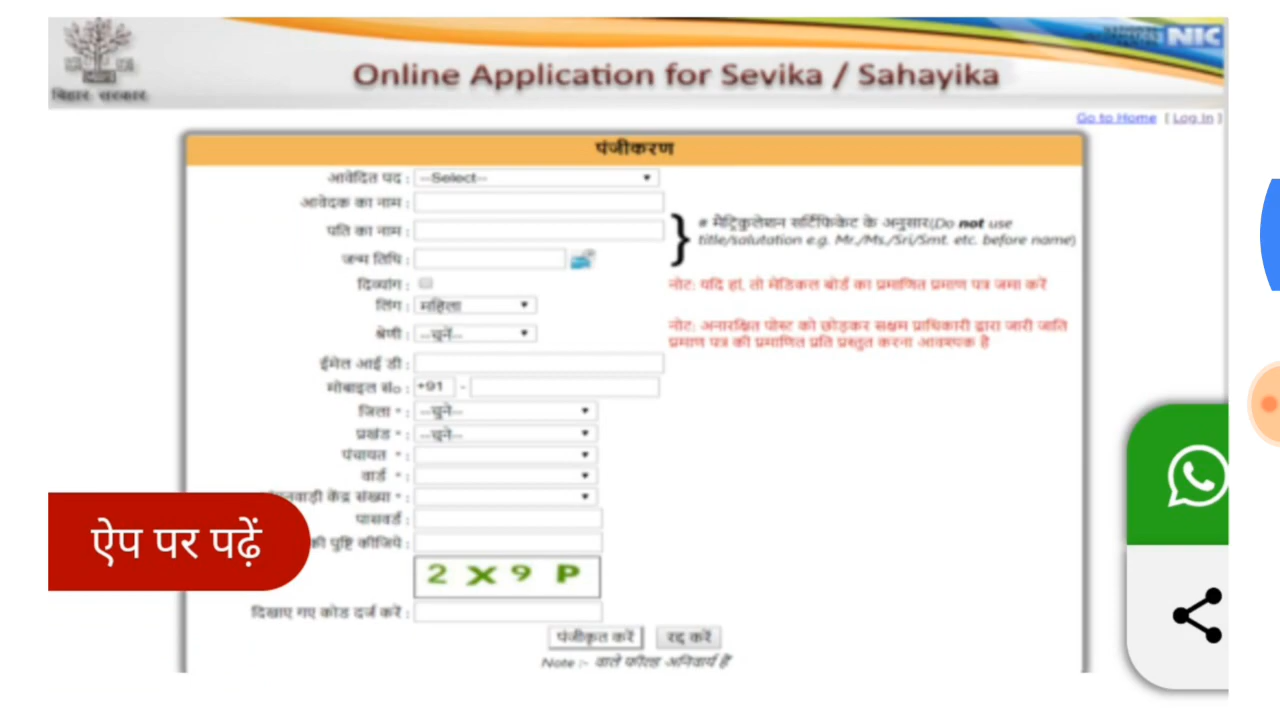 NIC
बिहार सरकार
Online Application for Sevika / Sahayika
Go to Home [ Log In ]
पंजीकरण
आवेदित पद : --Select--
आवेदक का नाम :
पति का नाम :
# मैट्रिकुलेशन सर्टिफिकेट के अनुसार(Do not use
title/salutation e.g. Mr./Ms./Sri/Smt. etc. before name)
जन्म तिथि :
दिव्यांग :
नोट: यदि हां, तो मेडिकल बोर्ड का प्रमाणित प्रमाण पत्र जमा करें
लिंग : महिला
श्रेणी : --चुनें--
नोट: अनारक्षित पोस्ट को छोड़कर सक्षम प्राधिकारी द्वारा जारी जाति
प्रमाण पत्र की प्रमाणित प्रति प्रस्तुत करना आवश्यक है
ईमेल आई डी :
मोबाइल सं० : +91 -
जिला * : --चुने--
प्रखंड * : --चुने--
पंचायत * :
वार्ड * :
केंद्र संख्या * :
पासवर्ड :
की पुष्टि कीजिये :
ऐप पर पढ़ें
2 X 9 P
दिखाए गए कोड दर्ज करें :
पंजीकृत करें रद्द करें
Note :- वाले फील्ड अनिवार्य हैं